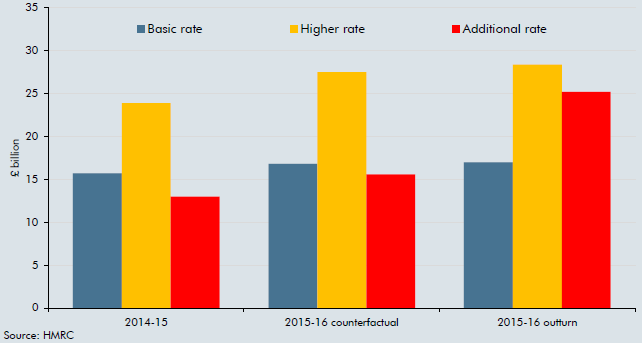 35
30
25
20
15
10
5
0
£ billion
Basic rate Higher rate Additional rate
2014-15 2015-16 counterfactual 2015-16 outturn
Source: HMRC